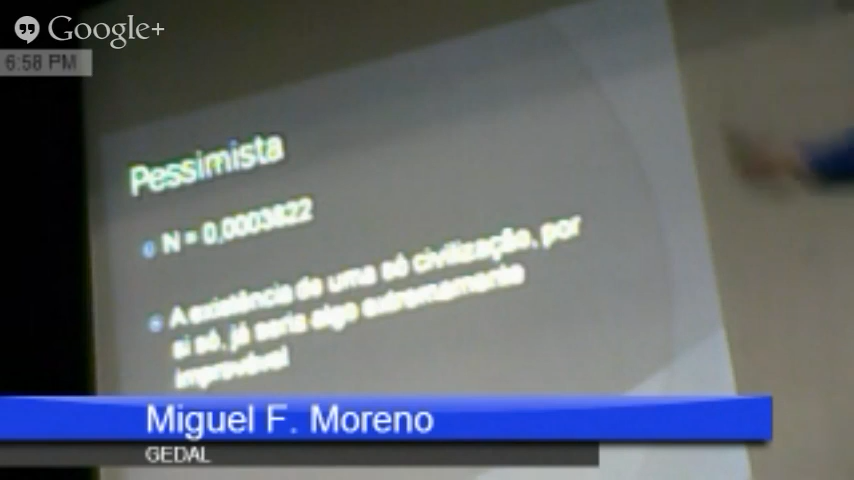 Google+
6:58 PM
Pessimista
N = 0,0003822
A existência de uma só civilização, por
si só, já seria algo extremamente
improvável
Miguel F. Moreno
GEDAL